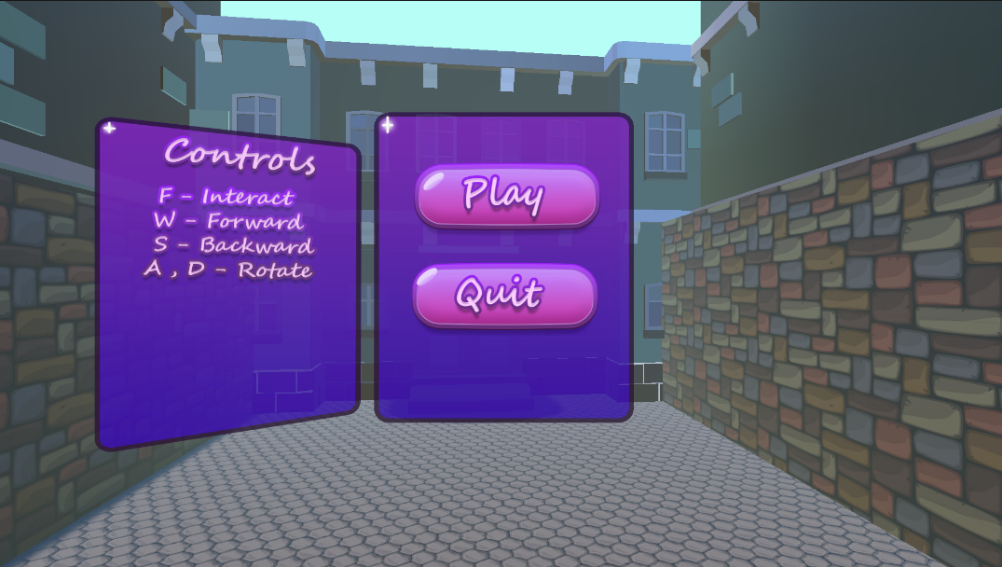 Controls
F - Interact
W - Forward
S - Backward
A , D - Rotate
Play
Quit